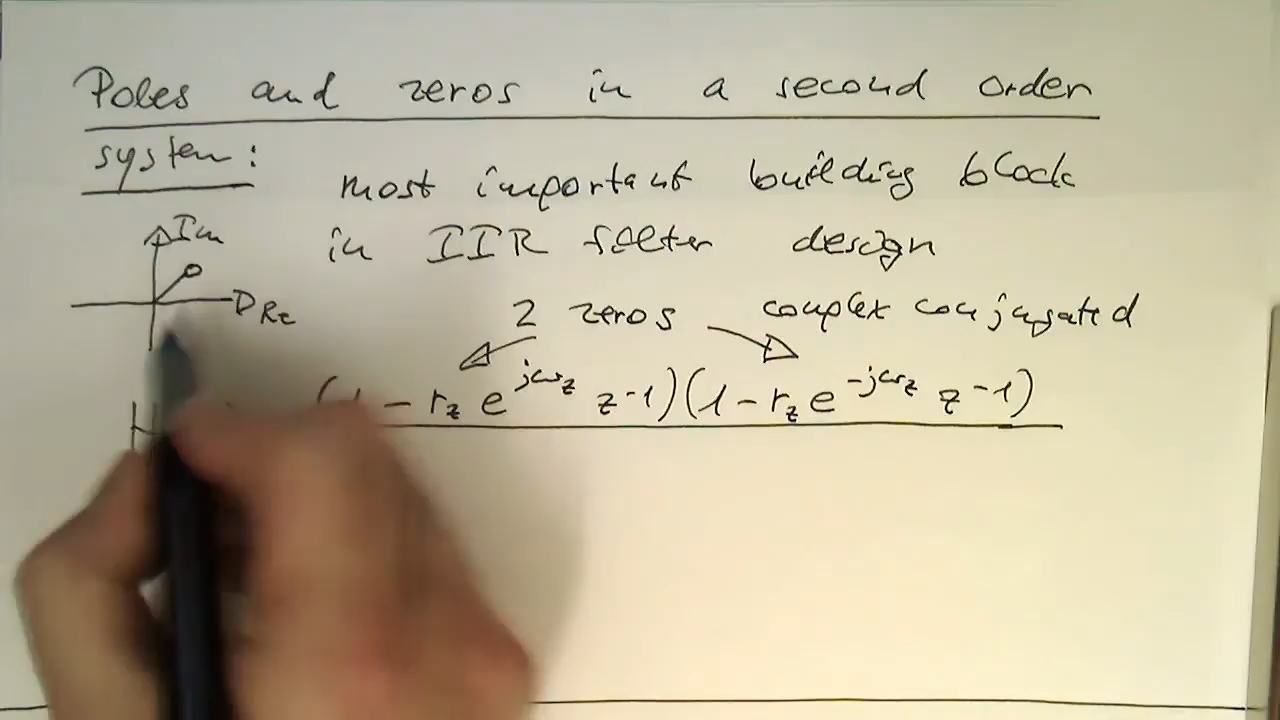 Poles and zeros in a second order
system: most important building block
in IIR filter design
Im
Re
2 zeros complex conjugated
H (1 - r_z e^{jω_z} z^{-1})(1 - r_z e^{-jω_z} z^{-1})